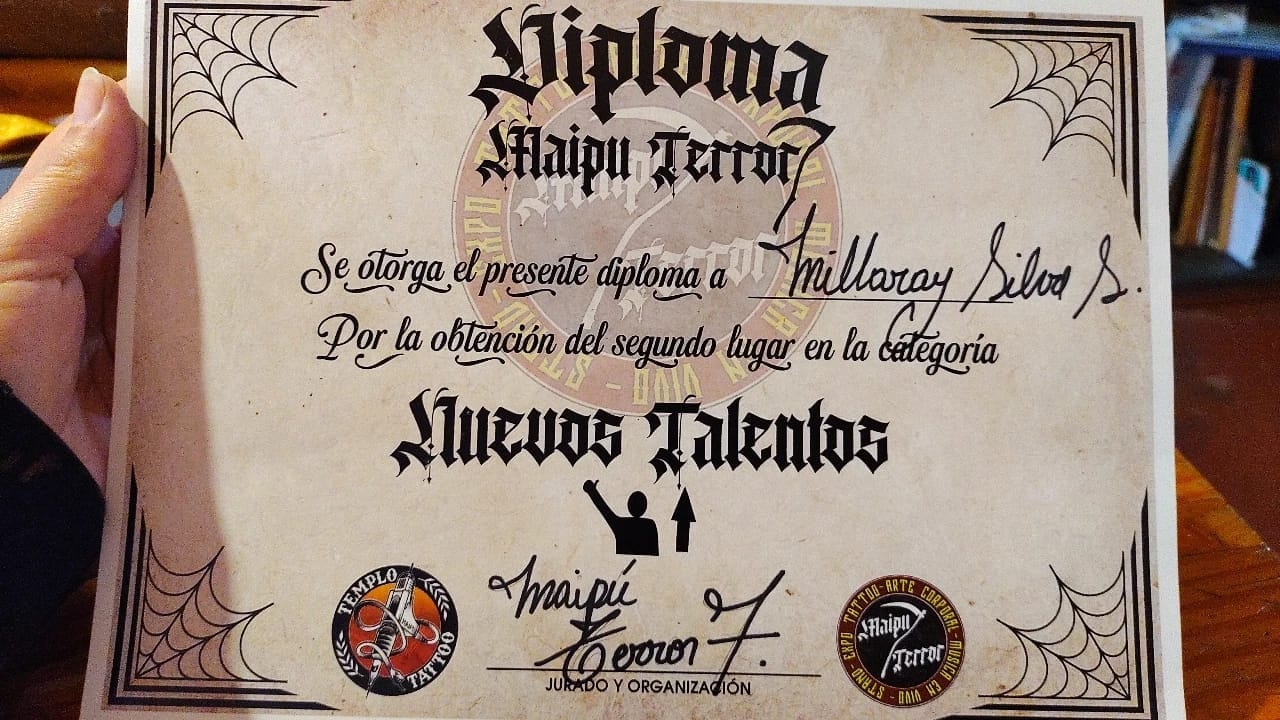 Diploma
Maipu Terror 7
Se otorga el presente diploma a Millaray Silva S.
Por la obtención del segundo lugar en la categoría
Nuevos Talentos
Maipú
Terror 7.
JURADO Y ORGANIZACIÓN
TEMPLO TATTOO
STAND - EXPO TATTOO - ARTE CORPORAL - MUSICA EN VIVO
Maipu 7
Terror